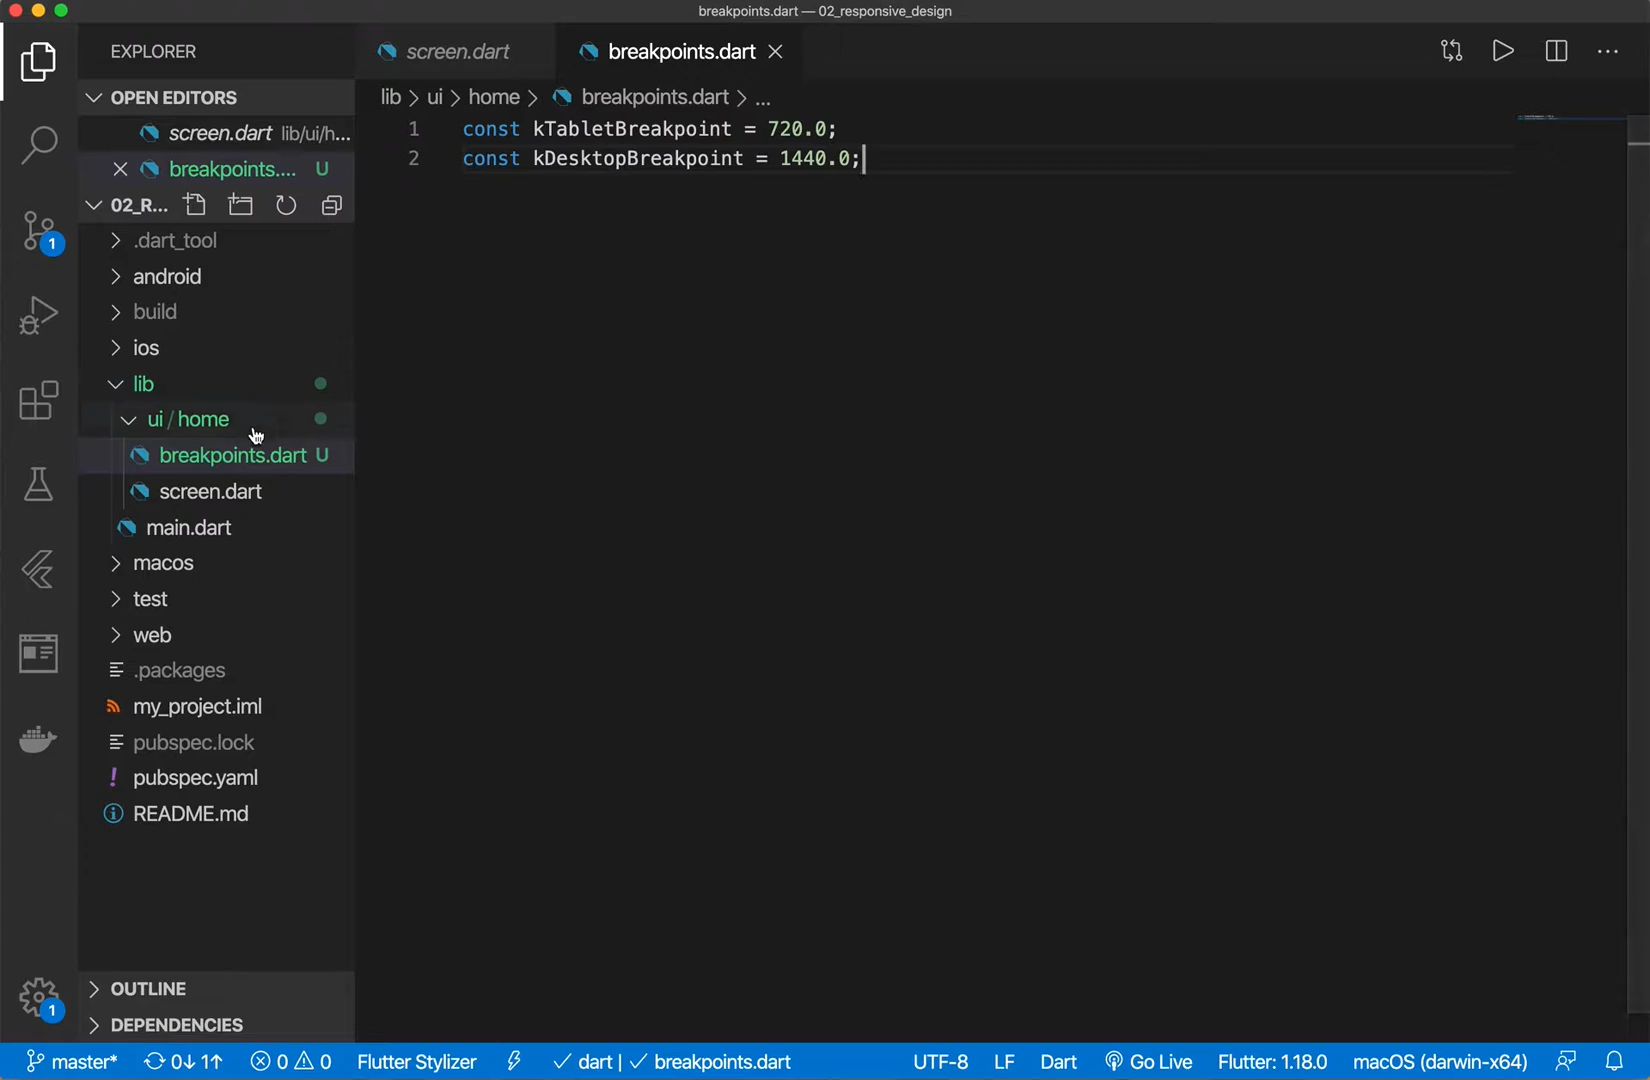 breakpoints.dart — 02_responsive_design
EXPLORER
screen.dart
breakpoints.dart
OPEN EDITORS
lib > ui > home > breakpoints.dart > ...
screen.dart lib/ui/h...
breakpoints.... U
02_R...
1 const kTabletBreakpoint = 720.0;
2 const kDesktopBreakpoint = 1440.0;
1
.dart_tool
android
build
ios
lib
ui / home
breakpoints.dart U
screen.dart
main.dart
macos
test
web
.packages
my_project.iml
pubspec.lock
! pubspec.yaml
README.md
OUTLINE
1
DEPENDENCIES
master* 0↓ 1↑ 0 0 Flutter Stylizer dart | breakpoints.dart UTF-8 LF Dart Go Live Flutter: 1.18.0 macOS (darwin-x64)